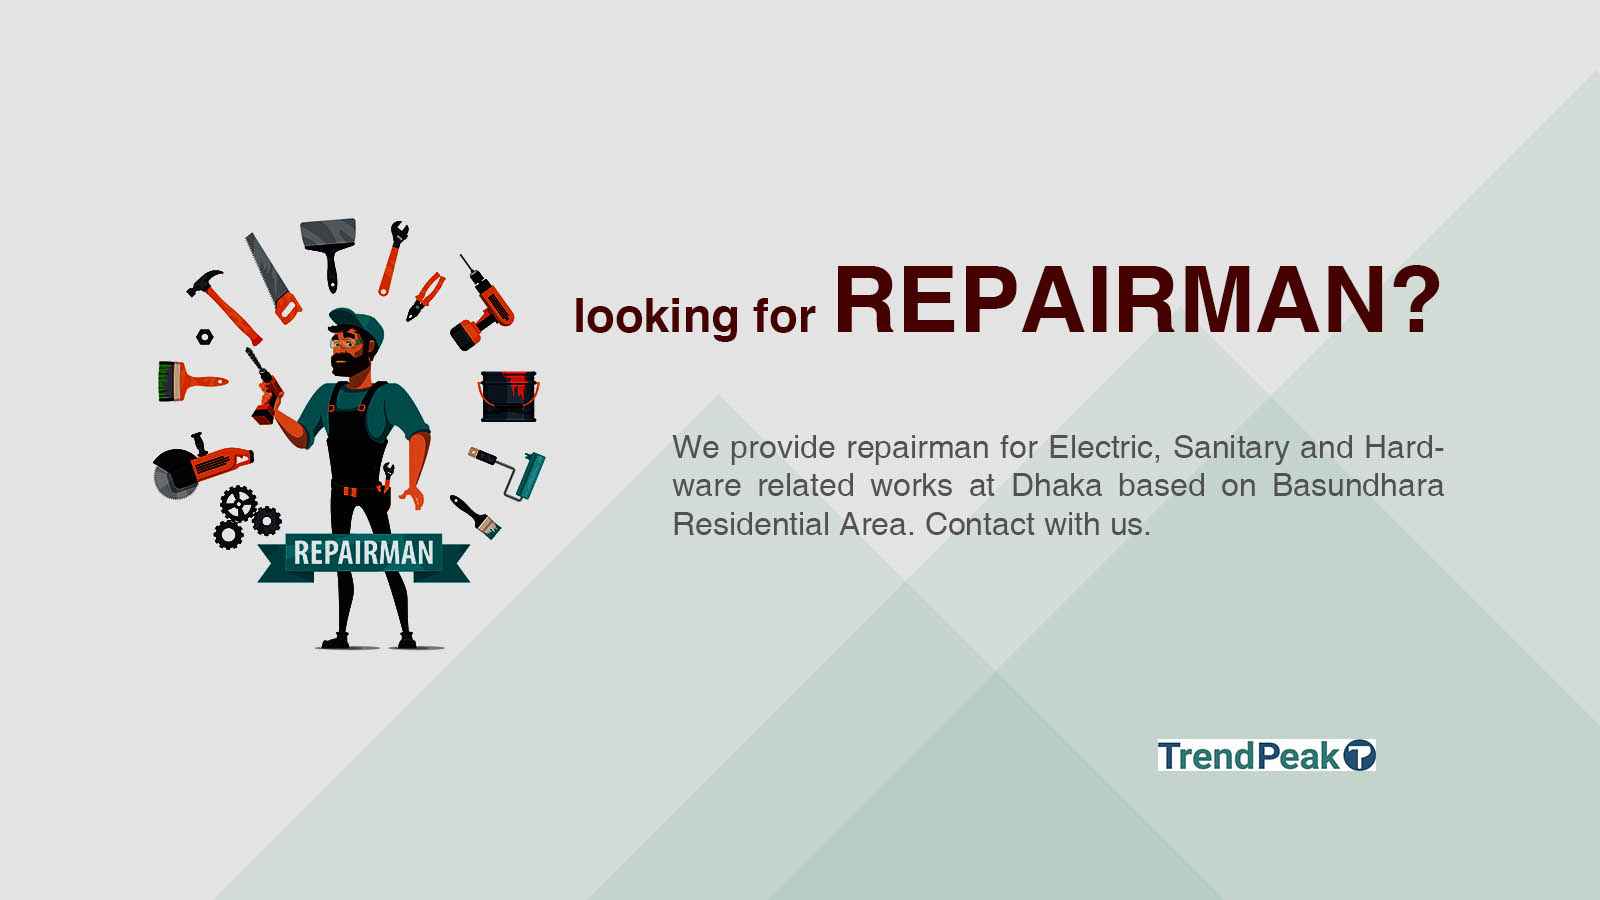 looking for REPAIRMAN?
We provide repairman for Electric, Sanitary and Hard-
ware related works at Dhaka based on Basundhara
Residential Area. Contact with us.
REPAIRMAN
TrendPeak T